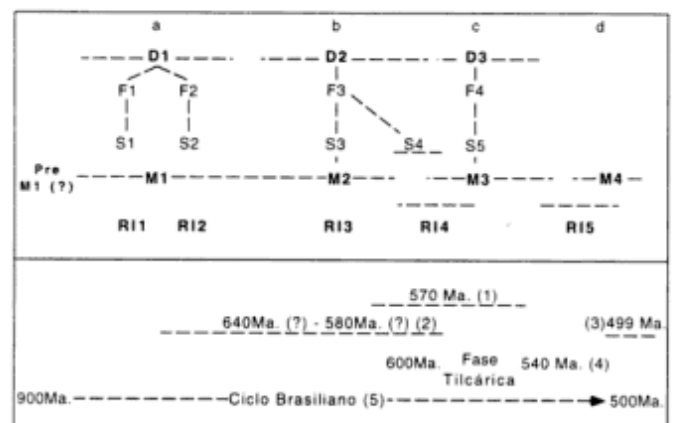 a b c d
D1 D2 D3
F1 F2 F3 F4
S1 S2 S3 S4 S5
Pre
M1 (?) M1 M2 M3 M4
RI1 RI2 RI3 RI4 RI5
570 Ma. (1)
640Ma. (?) - 580Ma. (?) (2) (3)499 Ma.
600Ma. Fase 540 Ma. (4)
Tilcárica
900Ma. Ciclo Brasiliano (5) 500Ma.